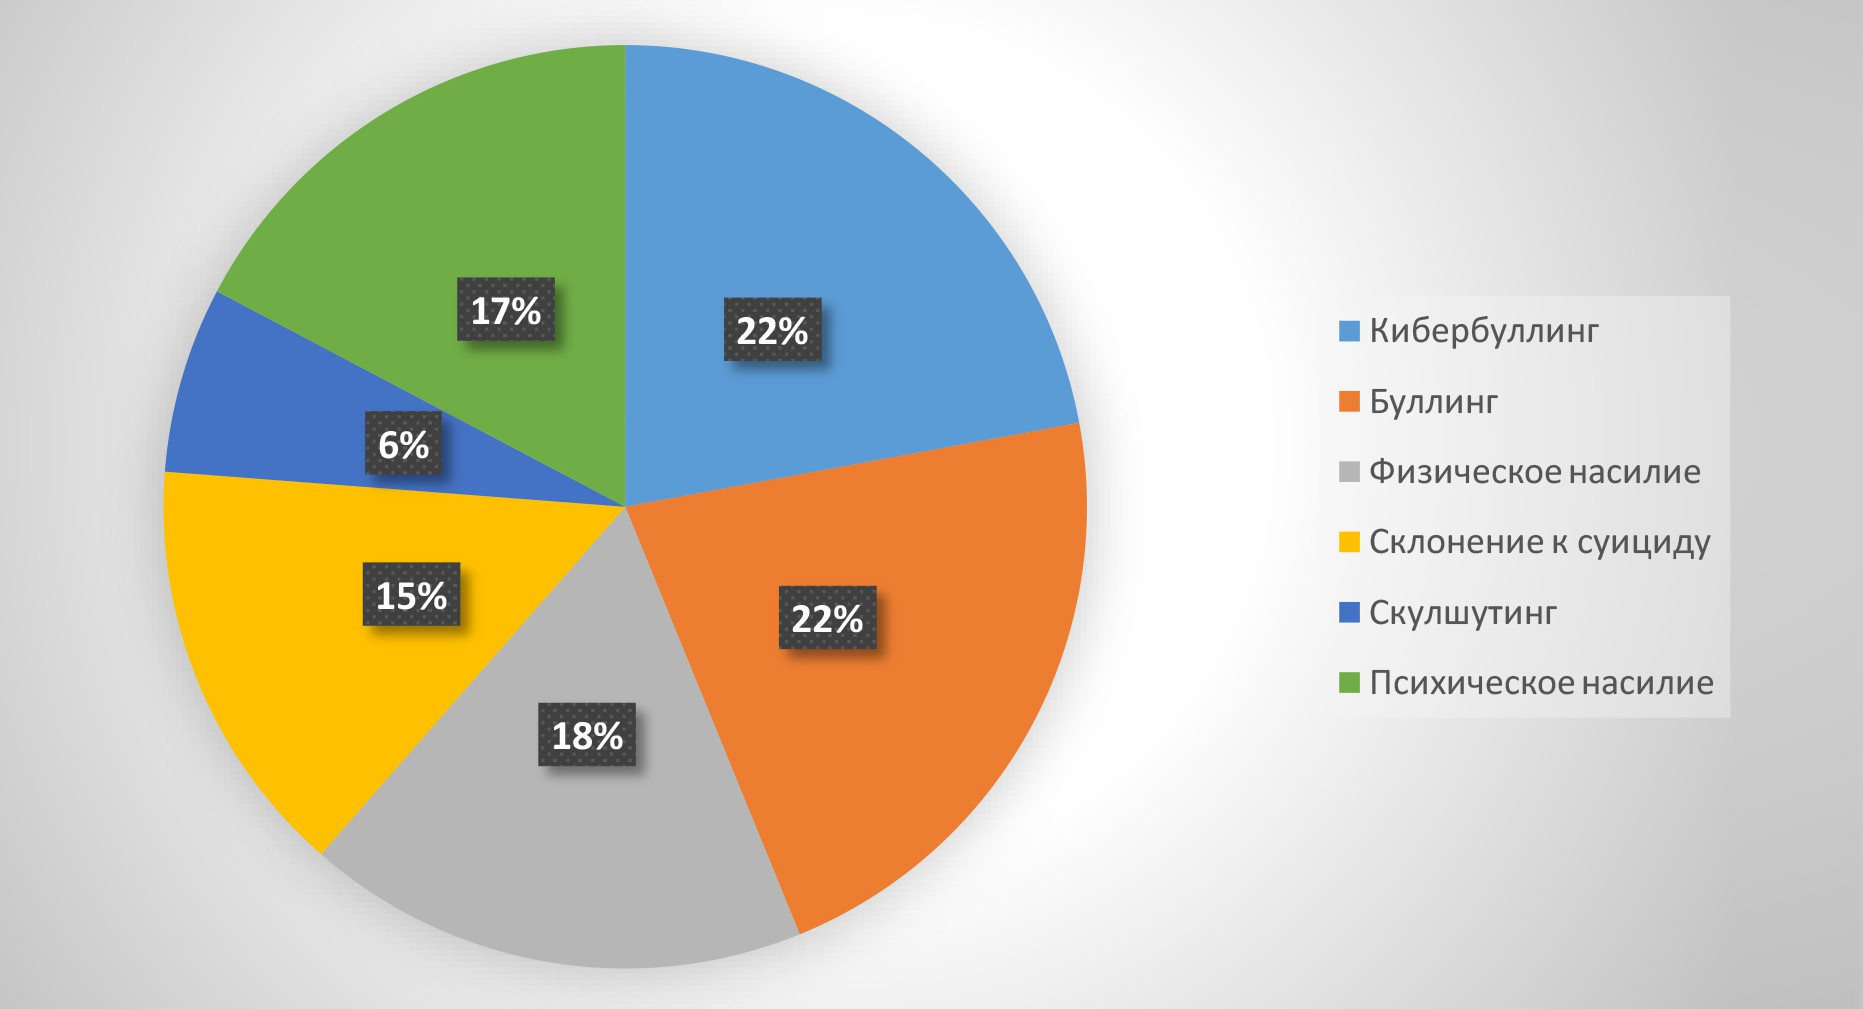 17%
22%
6%
15%
22%
18%
Кибербуллинг
Буллинг
Физическое насилие
Склонение к суициду
Скулшутинг
Психическое насилие